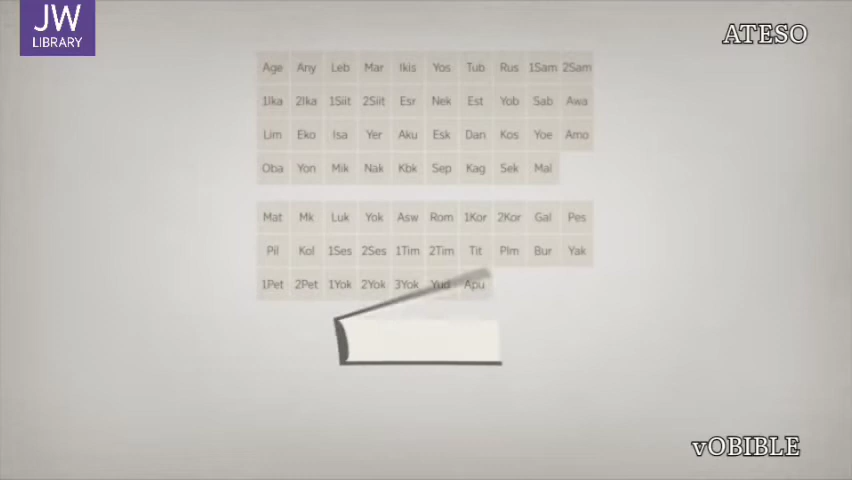 JW
LIBRARY
ATESO
Age Any Leb Mar Ikis Yos Tub Rus 1Sam 2Sam
1Ika 2Ika 1Siit 2Siit Esr Nek Est Yob Sab Awa
Lim Eko Isa Yer Aku Esk Dan Kos Yoe Amo
Oba Yon Mik Nak Kbk Sep Kag Sek Mal
Mat Mk Luk Yok Asw Rom 1Kor 2Kor Gal Pes
Pil Kol 1Ses 2Ses 1Tim 2Tim Tit Plm Bur Yak
1Pet 2Pet 1Yok 2Yok 3Yok Yud Apu
vOBIBLE